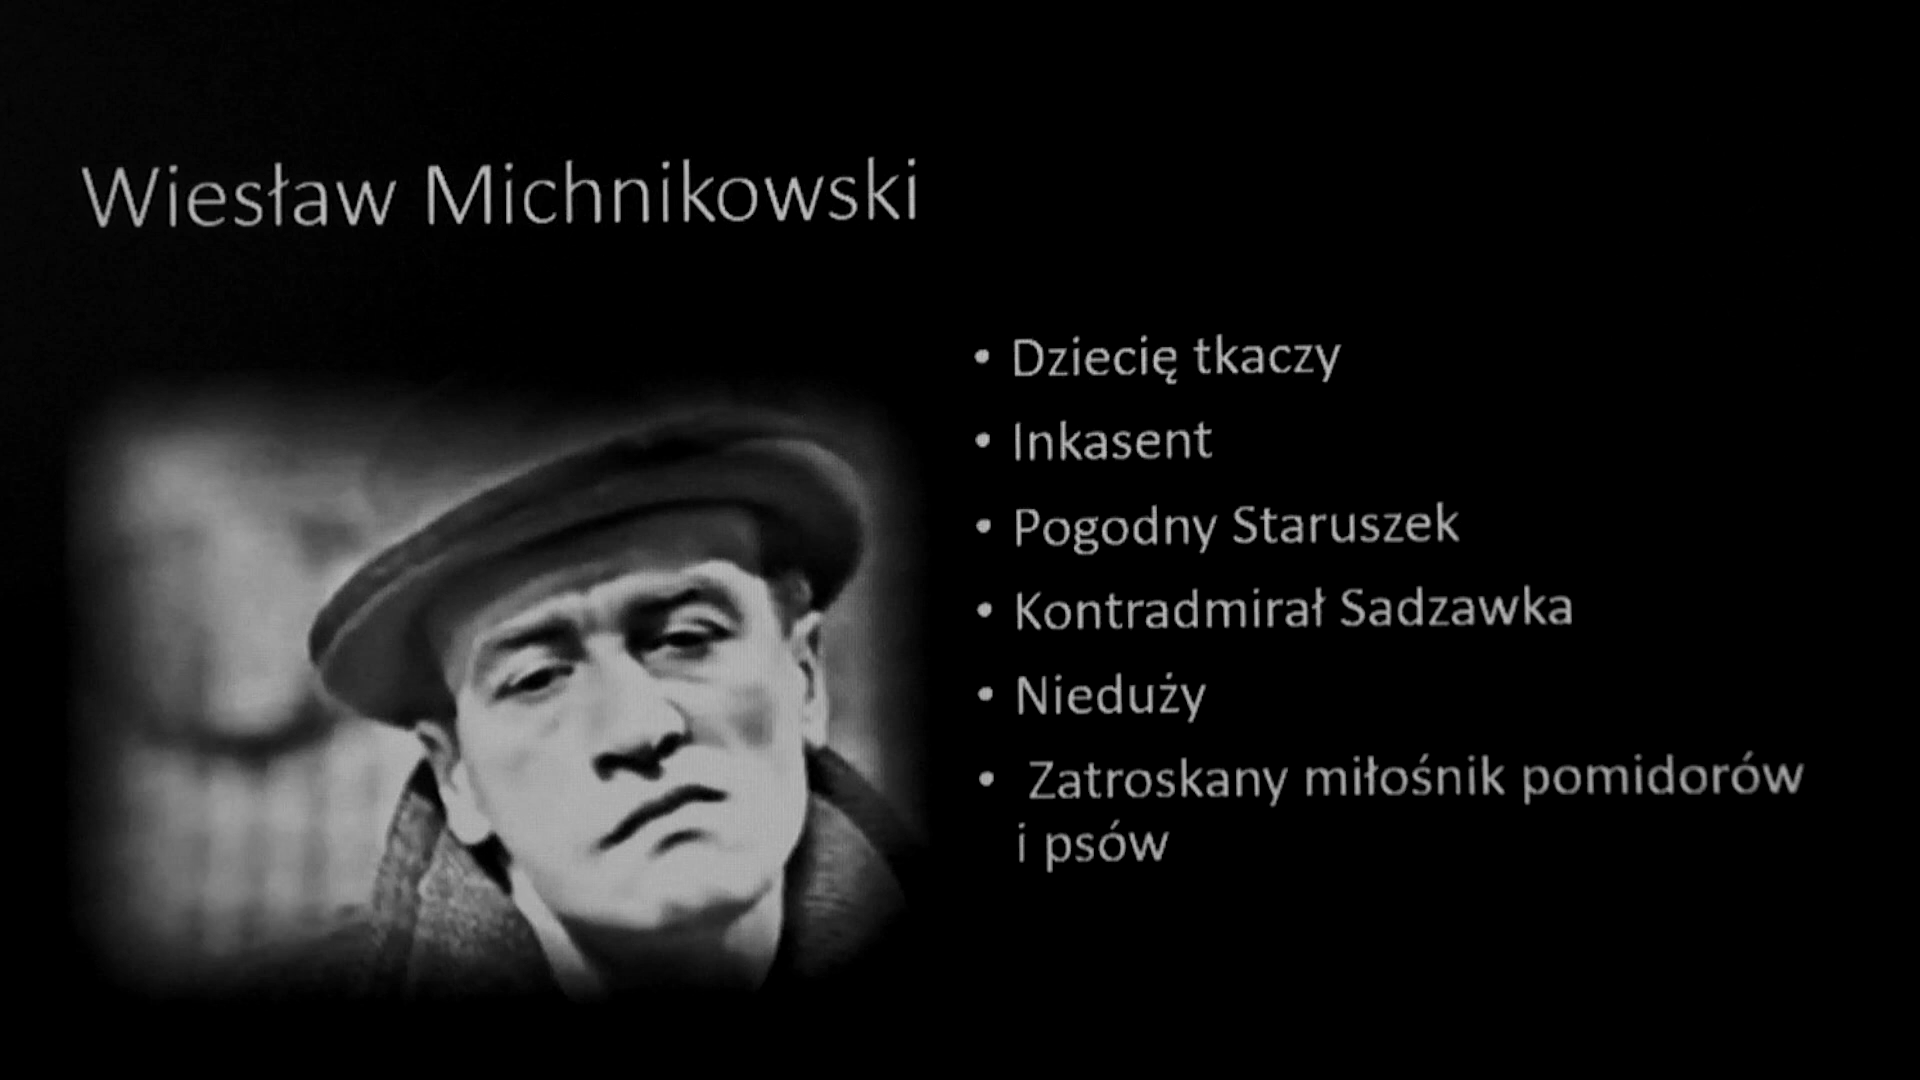 Wiesław Michnikowski
• Dziecię tkaczy
• Inkasent
• Pogodny Staruszek
• Kontradmirał Sadzawka
• Nieduży
• Zatroskany miłośnik pomidorów
i psów